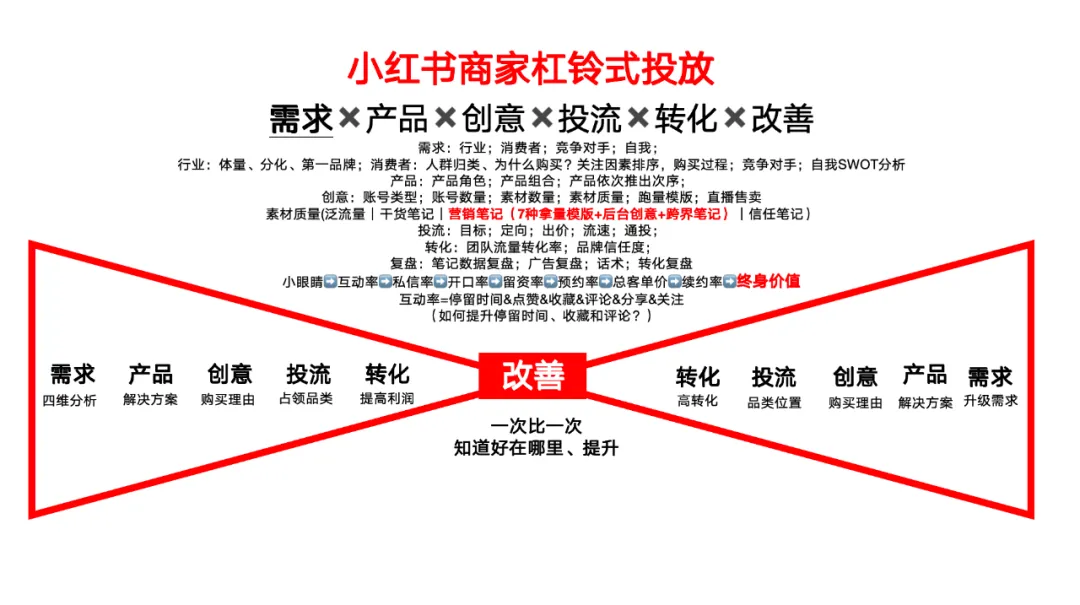 小红书商家杠铃式投放
需求✖产品✖创意✖投流✖转化✖改善
需求：行业；消费者；竞争对手；自我；
行业：体量、分化、第一品牌；消费者：人群归类、为什么购买？关注因素排序，购买过程；竞争对手；自我SWOT分析
产品：产品角色；产品组合；产品依次推出次序；
创意：账号类型；账号数量；素材数量；素材质量；跑量模版；直播售卖
素材质量(泛流量｜干货笔记｜营销笔记（7种拿量模版+后台创意+跨界笔记）｜信任笔记）
投流：目标；定向；出价；流速；通投；
转化：团队流量转化率；品牌信任度；
复盘：笔记数据复盘；广告复盘；话术；转化复盘
小眼睛➡️互动率➡️私信率➡️开口率➡️留资率➡️预约率➡️总客单价➡️续约率➡️终身价值
互动率=停留时间&点赞&收藏&评论&分享&关注
（如何提升停留时间、收藏和评论？）
需求 产品 创意 投流 转化
四维分析 解决方案 购买理由 占领品类 提高利润
改善
一次比一次
知道好在哪里、提升
转化 投流 创意 产品 需求
高转化 品类位置 购买理由 解决方案 升级需求